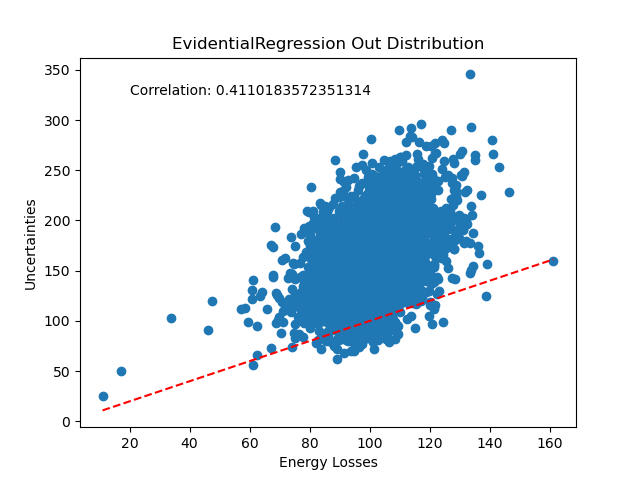 EvidentialRegression Out Distribution
Correlation: 0.4110183572351314
Uncertainties
350
300
250
200
150
100
50
0
20 40 60 80 100 120 140 160
Energy Losses